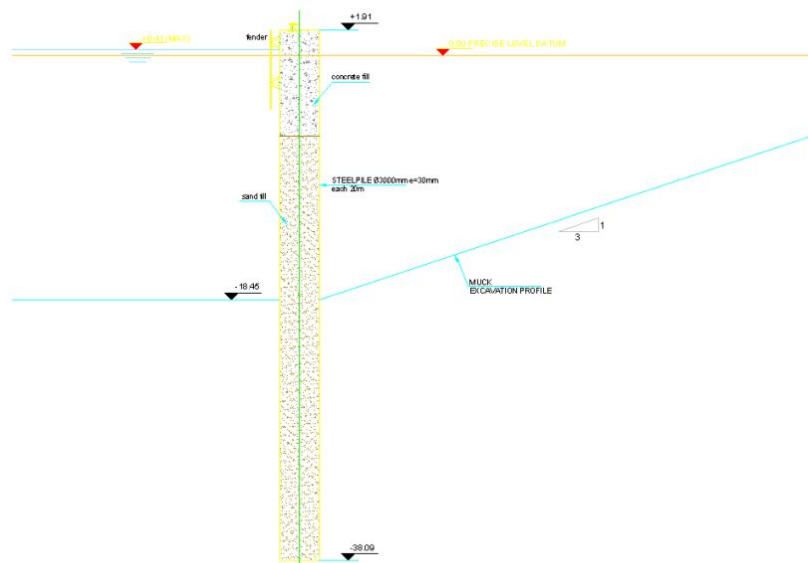 +1.91
fender
0.00 PRECISE LEVEL DATUM
concrete fill
STEELPILE Ø3000mm e=30mm
each 20m
sand fill
1
3
-18.45
MUCK
EXCAVATION PROFILE
-38.09